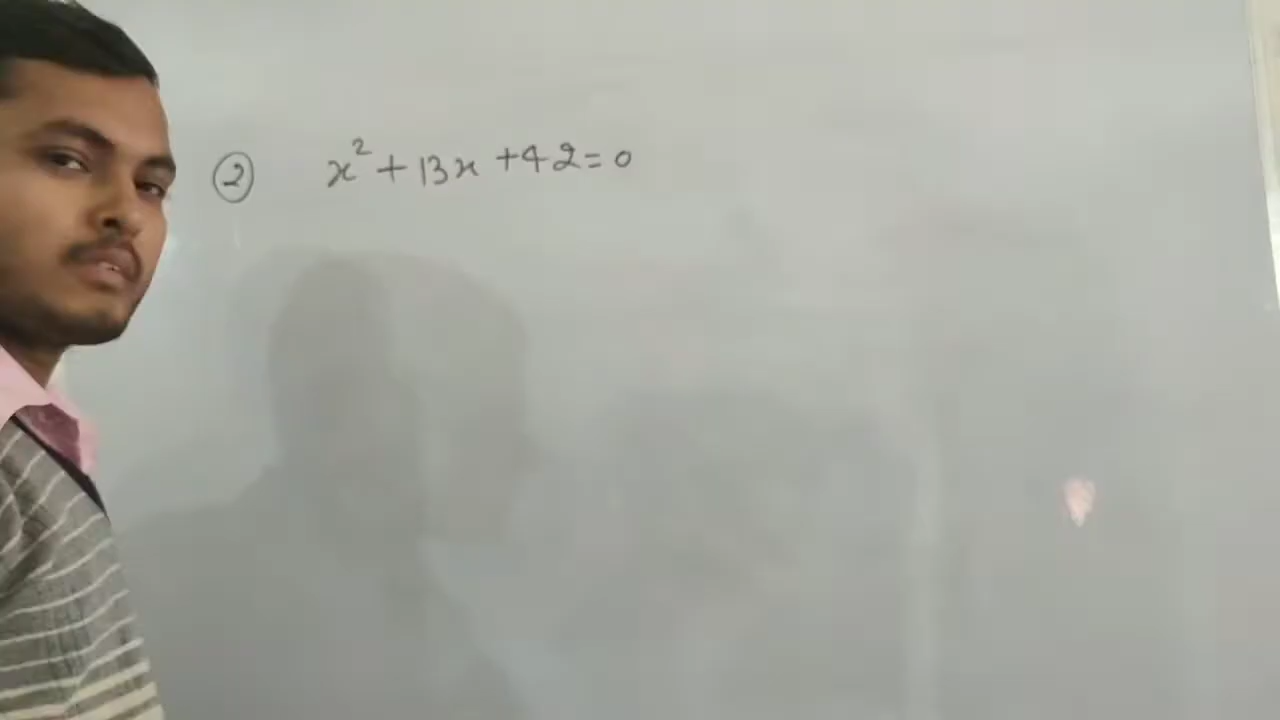 ② x² + 13x + 42 = 0